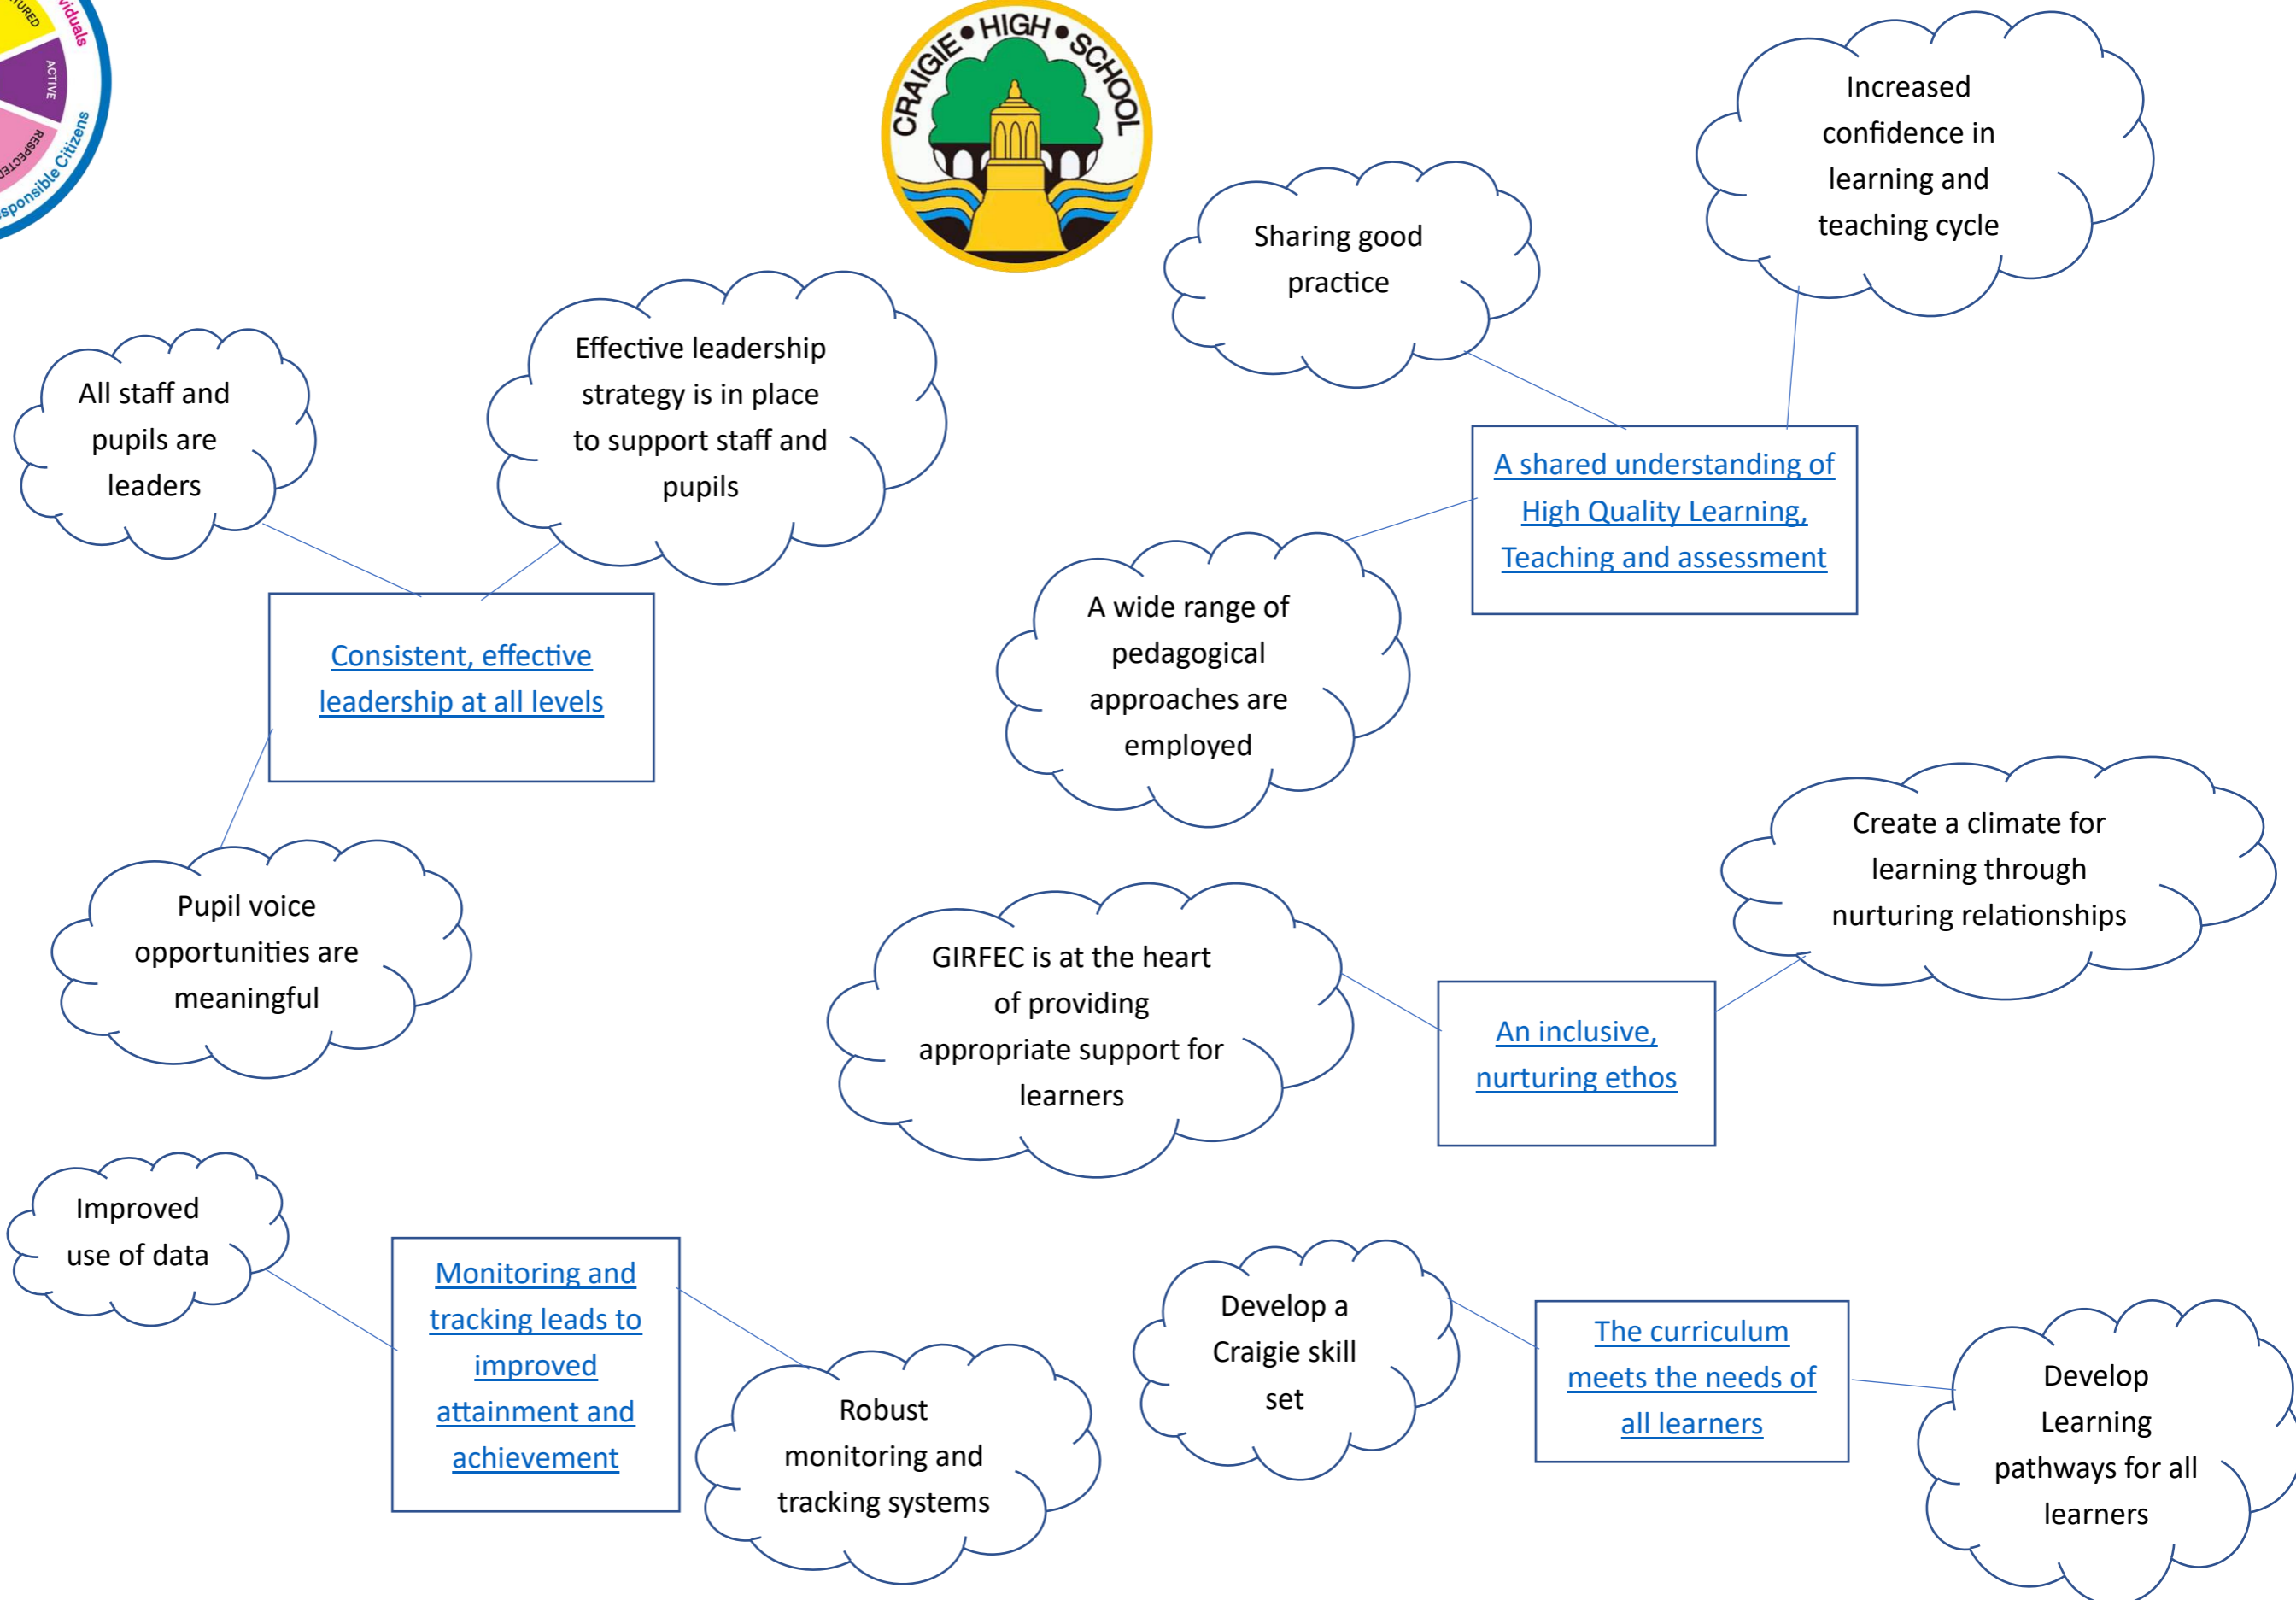 ACTIVE
CRAIGIE • HIGH • SCHOOL
Increased
confidence in
learning and
teaching cycle
Sharing good
practice
All staff and
pupils are
leaders
Effective leadership
strategy is in place
to support staff and
pupils
A shared understanding of
High Quality Learning,
Teaching and assessment
Consistent, effective
leadership at all levels
A wide range of
pedagogical
approaches are
employed
Pupil voice
opportunities are
meaningful
Create a climate for
learning through
nurturing relationships
GIRFEC is at the heart
of providing
appropriate support for
learners
An inclusive,
nurturing ethos
Improved
use of data
Monitoring and
tracking leads to
improved
attainment and
achievement
Robust
monitoring and
tracking systems
Develop a
Craigie skill
set
The curriculum
meets the needs of
all learners
Develop
Learning
pathways for all
learners